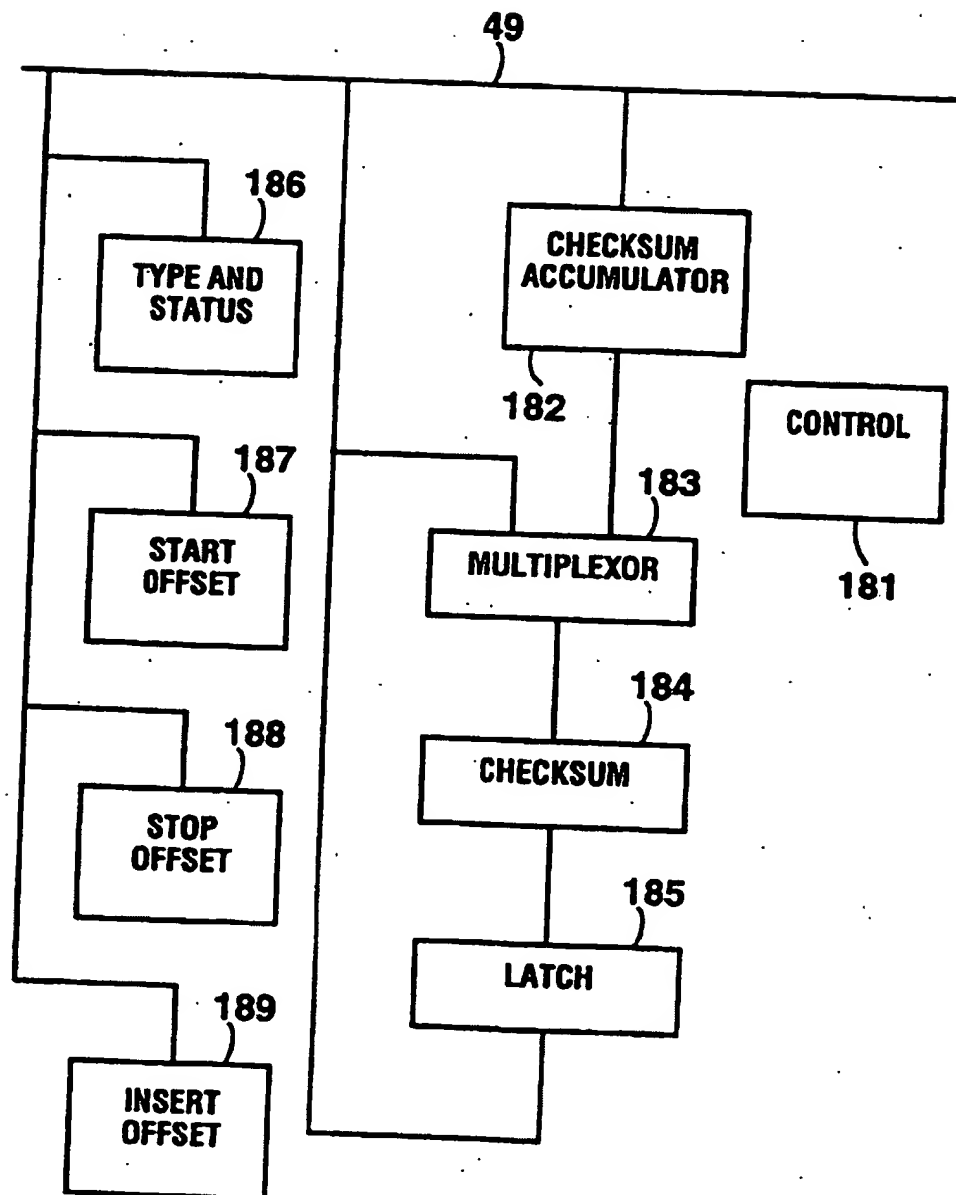 49
186
TYPE AND
STATUS
CHECKSUM
ACCUMULATOR
182
CONTROL
181
187
START
OFFSET
183
MULTIPLEXOR
188
STOP
OFFSET
184
CHECKSUM
185
LATCH
189
INSERT
OFFSET